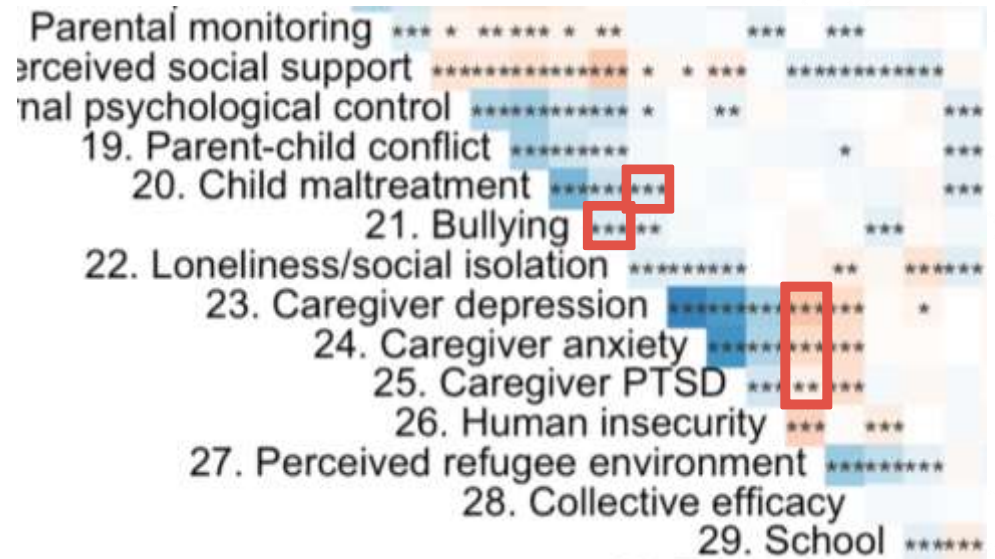 Parental monitoring *** * ** *** * ** *** ***
erceived social support *************** * * *** ************
nal psychological control ************ * ** ***
19. Parent-child conflict ********* * ***
20. Child maltreatment ********* ***
21. Bullying *** ** ***
22. Loneliness/social isolation ********* ** ******
23. Caregiver depression *************** *
24. Caregiver anxiety ************
25. Caregiver PTSD *** ** ***
26. Human insecurity *** ***
27. Perceived refugee environment *********
28. Collective efficacy
29. School ******